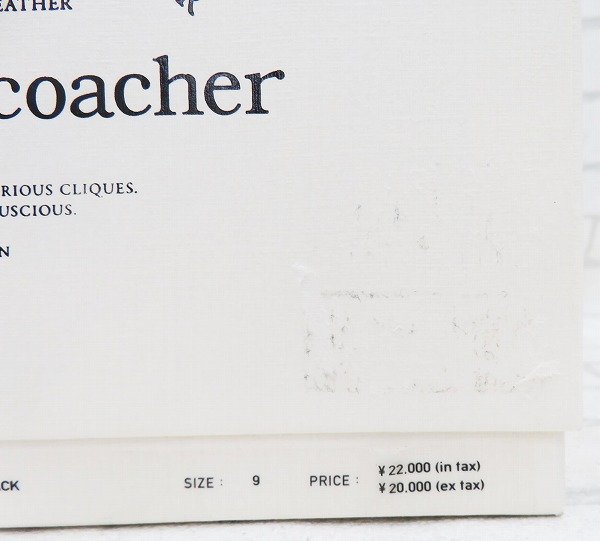 EATHER
coacher
RIOUS CLIQUES.
USCIOUS.
N
CK SIZE : 9 PRICE : ¥ 22.000 (in tax)
¥ 20.000 (ex tax)